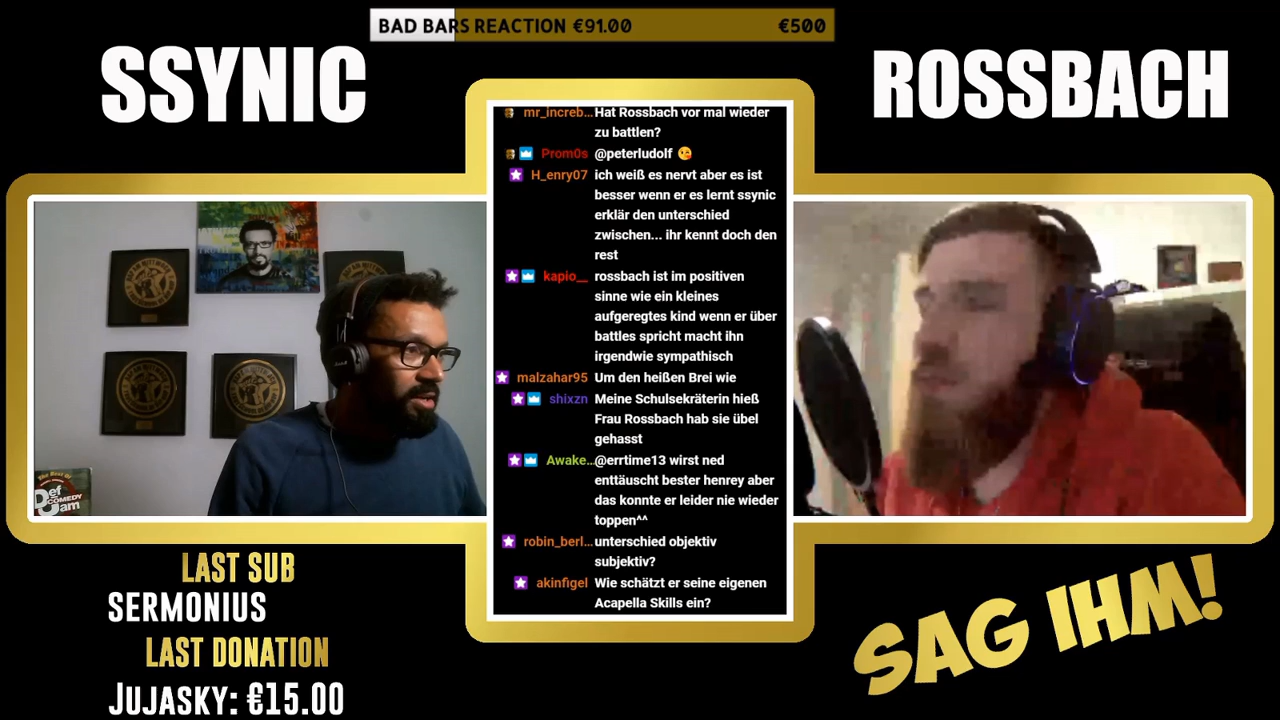 BAD BARS REACTION €91.00 €500
SSYNIC
ROSSBACH
mr_increb... Hat Rossbach vor mal wieder
zu battlen?
Prom0s @peterludolf 😘
H_enry07 ich weiß es nervt aber es ist
besser wenn er es lernt ssynic
erklär den unterschied
zwischen... ihr kennt doch den
rest
kapio__ rossbach ist im positiven
sinne wie ein kleines
aufgeregtes kind wenn er über
battles spricht macht ihn
irgendwie sympathisch
malzahar95 Um den heißen Brei wie
shixzn Meine Schulsekräterin hieß
Frau Rossbach hab sie übel
gehasst
Awake... @errtime13 wirst ned
enttäuscht bester henrey aber
das konnte er leider nie wieder
toppen^^
robin_berl... unterschied objektiv
subjektiv?
akinfigel Wie schätzt er seine eigenen
Acapella Skills ein?
The Best Of
Def
COMEDY
Jam
LAST SUB
SERMONIUS
LAST DONATION
JUJASKY: €15.00
SAG IHM!